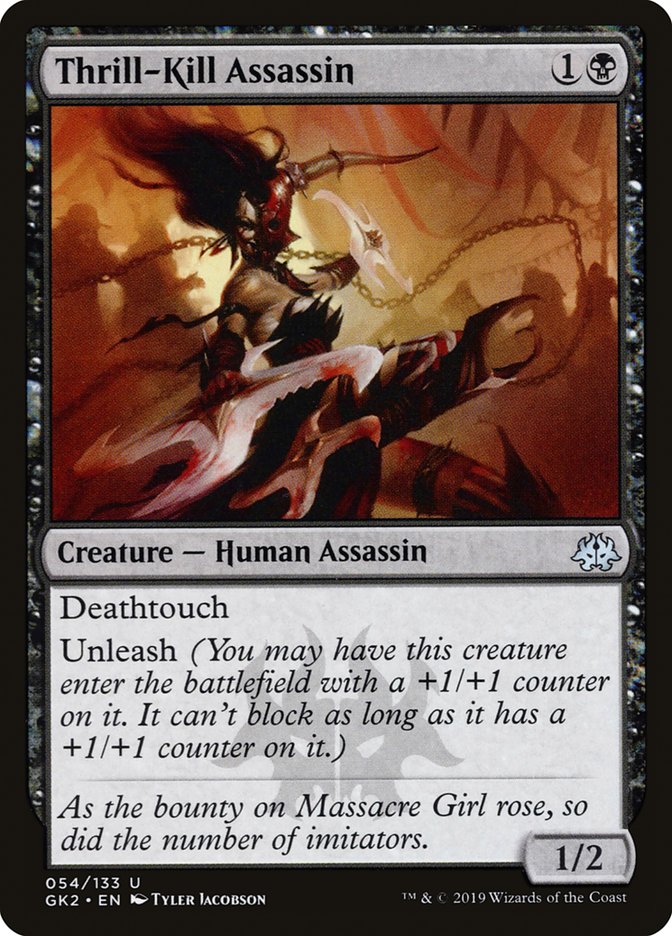 Thrill-Kill Assassin 1
Creature — Human Assassin
Deathtouch
Unleash (You may have this creature
enter the battlefield with a +1/+1 counter
on it. It can't block as long as it has a
+1/+1 counter on it.)
As the bounty on Massacre Girl rose, so
did the number of imitators.
1/2
054/133 U
GK2 • EN Tyler Jacobson
™ & © 2019 Wizards of the Coast